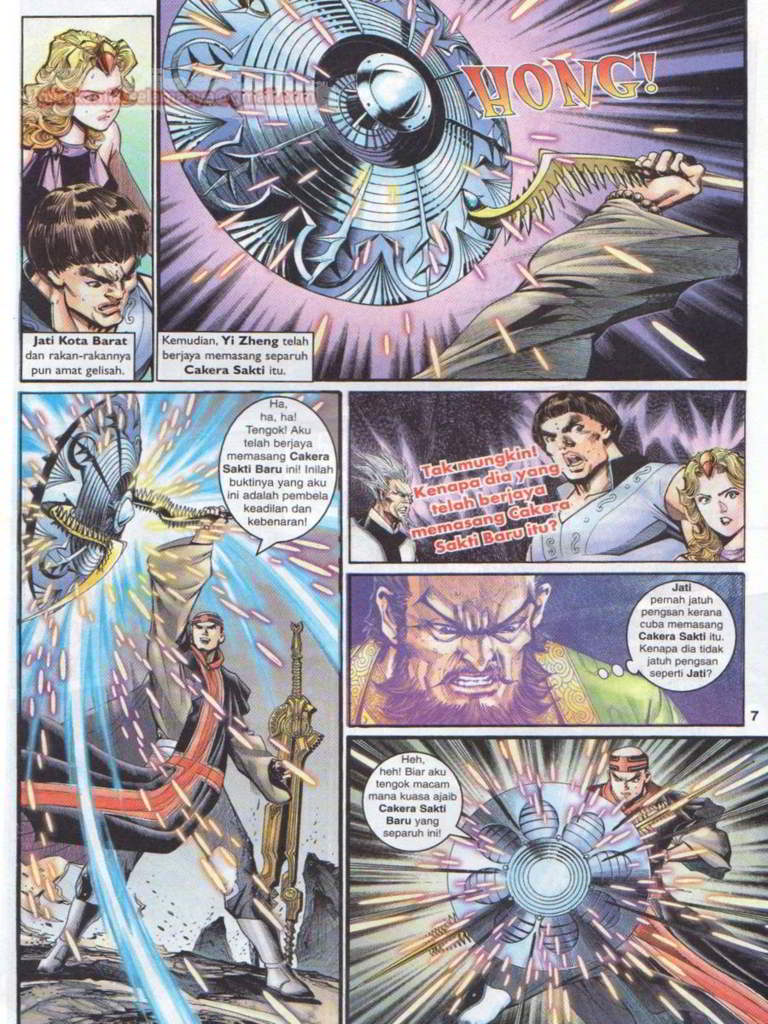 HONG!
Jati Kota Barat
dan rakan-rakannya
pun amat gelisah.
Kemudian, Yi Zheng telah
berjaya memasang separuh
Cakera Sakti itu.
Ha,
ha, ha!
Tengok! Aku
telah berjaya
memasang Cakera
Sakti Baru ini! Inilah
buktinya yang aku
ini adalah pembela
keadilan dan
kebenaran!
Tak mungkin!
Kenapa dia yang
telah berjaya
memasang Cakera
Sakti Baru itu?
Jati
pernah jatuh
pengsan kerana
cuba memasang
Cakera Sakti itu.
Kenapa dia tidak
jatuh pengsan
seperti Jati?
7
Heh,
heh! Biar aku
tengok macam
mana kuasa ajaib
Cakera Sakti
Baru yang
separuh ini!